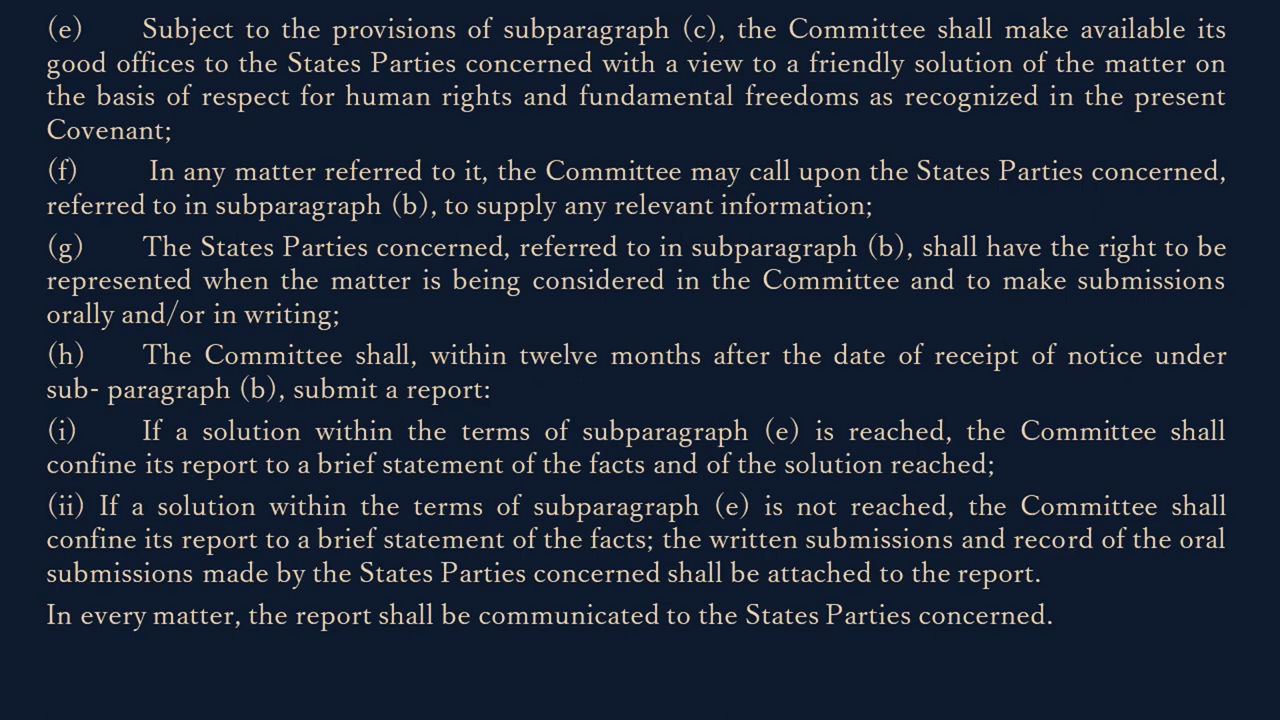 (e) Subject to the provisions of subparagraph (c), the Committee shall make available its
good offices to the States Parties concerned with a view to a friendly solution of the matter on
the basis of respect for human rights and fundamental freedoms as recognized in the present
Covenant;
(f) In any matter referred to it, the Committee may call upon the States Parties concerned,
referred to in subparagraph (b), to supply any relevant information;
(g) The States Parties concerned, referred to in subparagraph (b), shall have the right to be
represented when the matter is being considered in the Committee and to make submissions
orally and/or in writing;
(h) The Committee shall, within twelve months after the date of receipt of notice under
sub- paragraph (b), submit a report:
(i) If a solution within the terms of subparagraph (e) is reached, the Committee shall
confine its report to a brief statement of the facts and of the solution reached;
(ii) If a solution within the terms of subparagraph (e) is not reached, the Committee shall
confine its report to a brief statement of the facts; the written submissions and record of the oral
submissions made by the States Parties concerned shall be attached to the report.
In every matter, the report shall be communicated to the States Parties concerned.